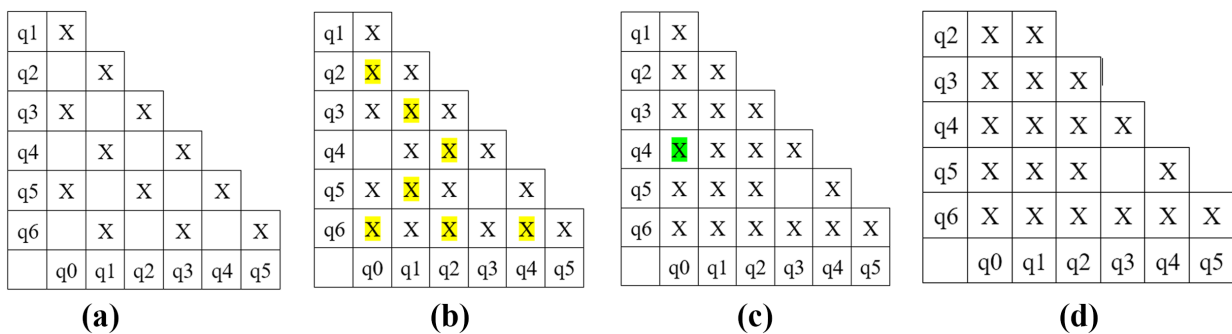 q1 X
q2 X
q3 X X
q4 X X
q5 X X X
q6 X X X
q0 q1 q2 q3 q4 q5
(a)
q1 X
q2 X X
q3 X X X
q4 X X X
q5 X X X X
q6 X X X X X X
q0 q1 q2 q3 q4 q5
(b)
q1 X
q2 X X
q3 X X X
q4 X X X X
q5 X X X X
q6 X X X X X X
q0 q1 q2 q3 q4 q5
(c)
q2 X X
q3 X X X
q4 X X X X
q5 X X X X
q6 X X X X X X
q0 q1 q2 q3 q4 q5
(d)